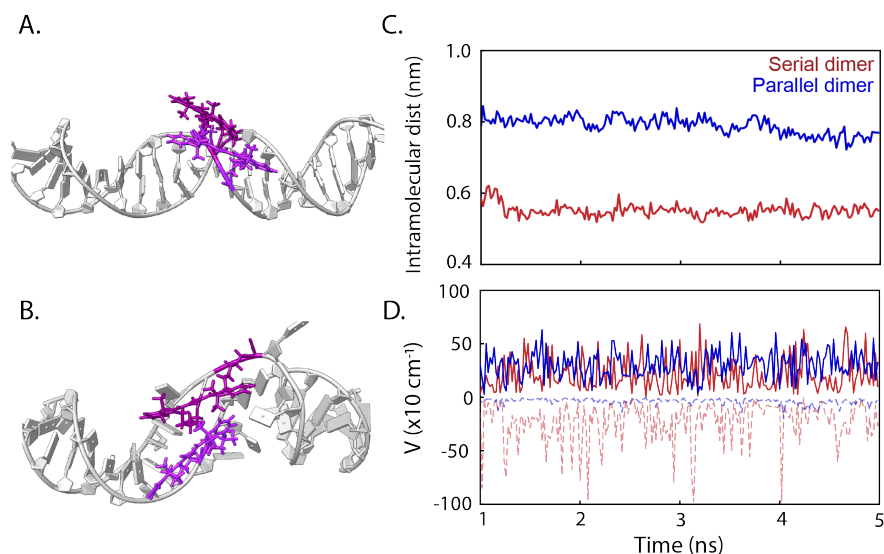 A.
C.
1.0
Serial dimer
Parallel dimer
0.8
0.6
0.4
Intramolecular dist (nm)
B.
D.
100
50
0
-50
-100
V (x10 cm⁻¹)
1 2 3 4 5
Time (ns)